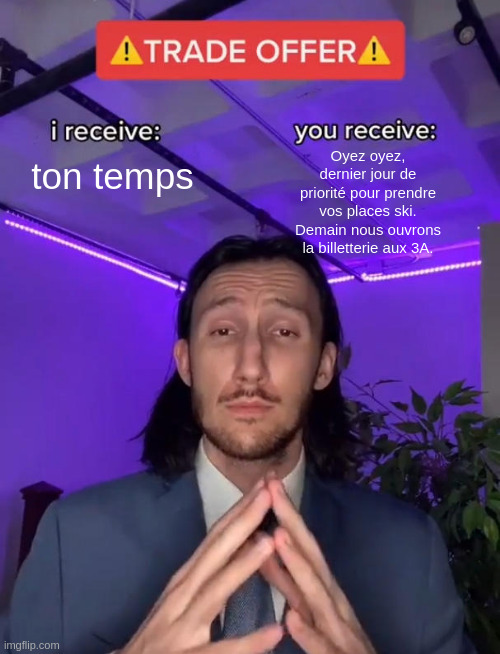 ⚠️TRADE OFFER⚠️
i receive:
you receive:
ton temps
Oyez oyez,
dernier jour de
priorité pour prendre
vos places ski.
Demain nous ouvrons
la billetterie aux 3A.
imgflip.com